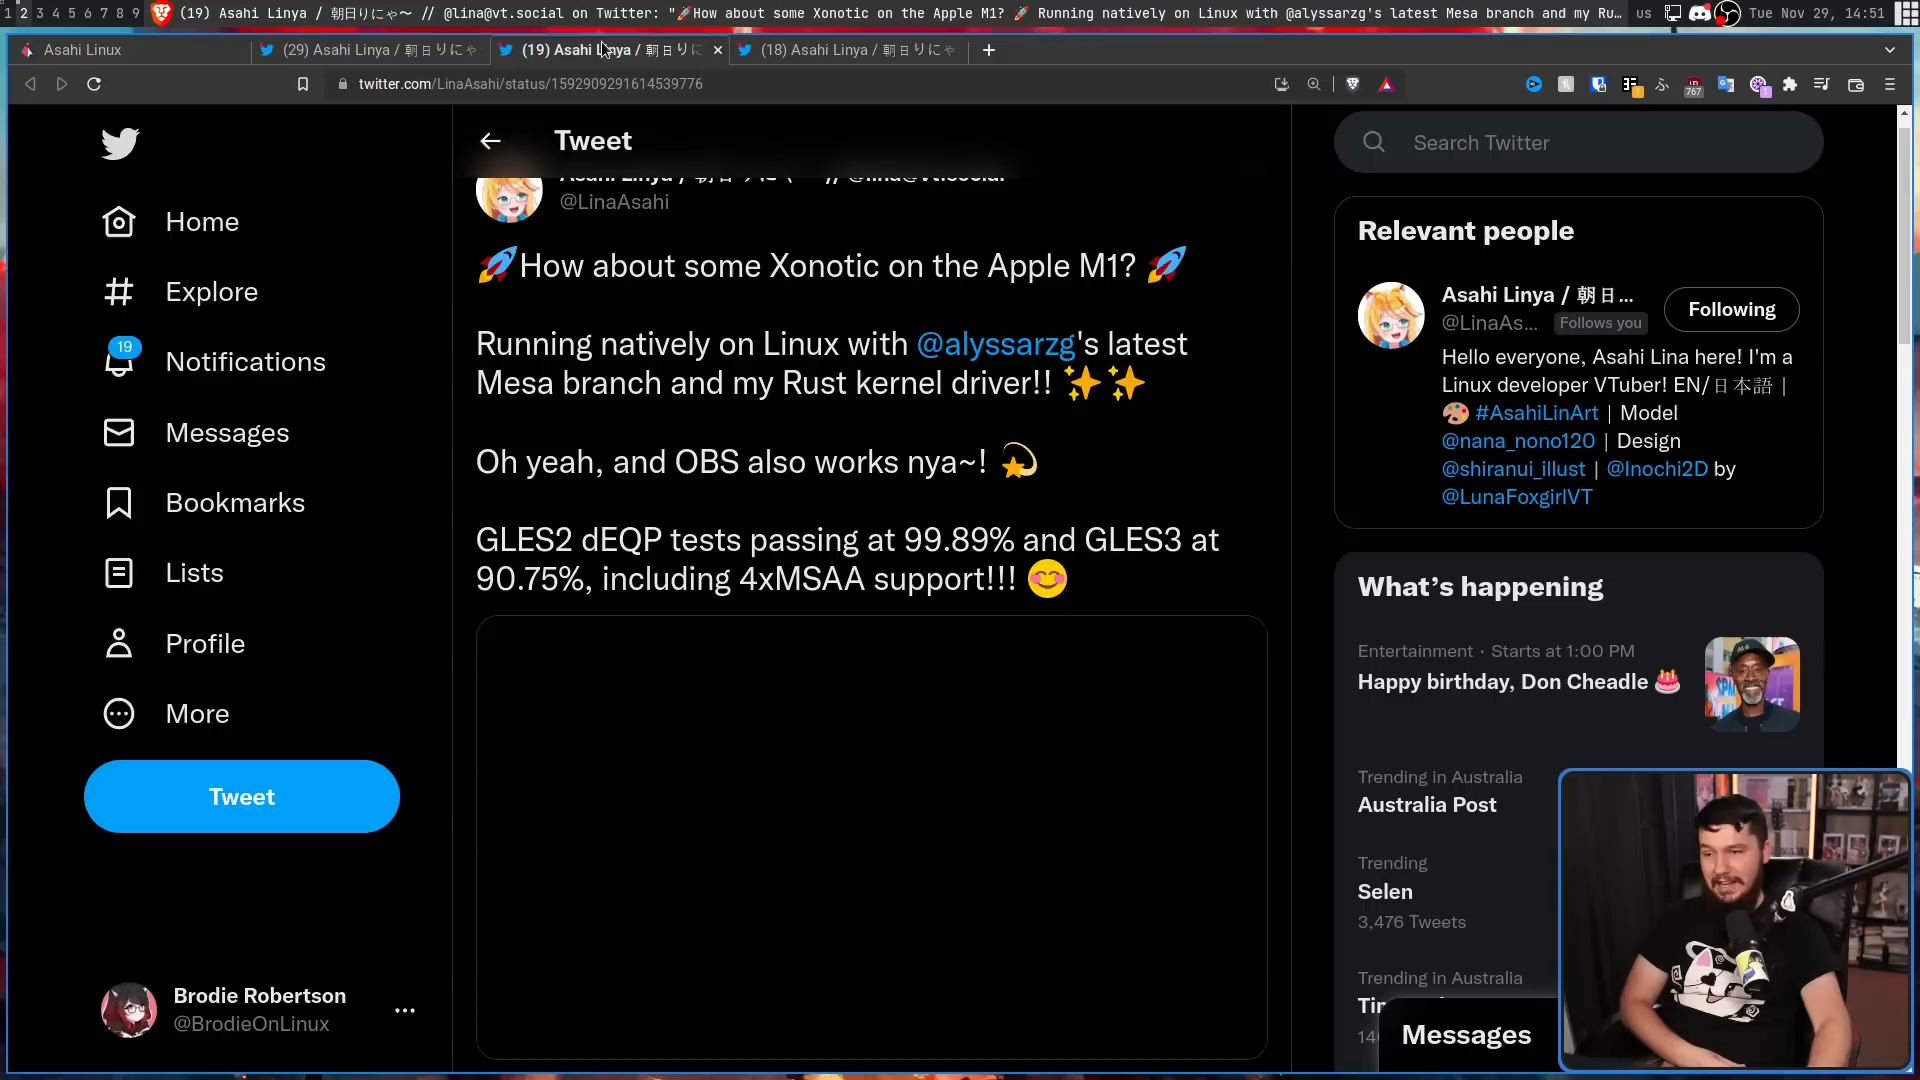 1 2 3 4 5 6 7 8 9 (19) Asahi Linya / 朝日りにゃ〜 // @lina@vt.social on Twitter: "🚀How about some Xonotic on the Apple M1? 🚀 Running natively on Linux with @alyssarzg's latest Mesa branch and my Ru… us Tue Nov 29, 14:51
Asahi Linux
(29) Asahi Linya / 朝日りにゃ
(19) Asahi Linya / 朝日りに
(18) Asahi Linya / 朝日りにゃ
twitter.com/LinaAsahi/status/1592909291614539776
767
Tweet
Search Twitter
Home
Explore
19
Notifications
Messages
Bookmarks
Lists
Profile
More
Tweet
Brodie Robertson
@BrodieOnLinux
@LinaAsahi
🚀How about some Xonotic on the Apple M1? 🚀
Running natively on Linux with @alyssarzg's latest
Mesa branch and my Rust kernel driver!! ✨✨
Oh yeah, and OBS also works nya~! 💫
GLES2 dEQP tests passing at 99.89% and GLES3 at
90.75%, including 4xMSAA support!!! 😊
Relevant people
Asahi Linya / 朝日...
@LinaAs... Follows you
Following
Hello everyone, Asahi Lina here! I'm a
Linux developer VTuber! EN/日本語 |
🎨 #AsahiLinArt | Model
@nana_nono120 | Design
@shiranui_illust | @Inochi2D by
@LunaFoxgirlVT
What's happening
Entertainment · Starts at 1:00 PM
Happy birthday, Don Cheadle 🎂
Trending in Australia
Australia Post
Trending
Selen
3,476 Tweets
Trending in Australia
Messages